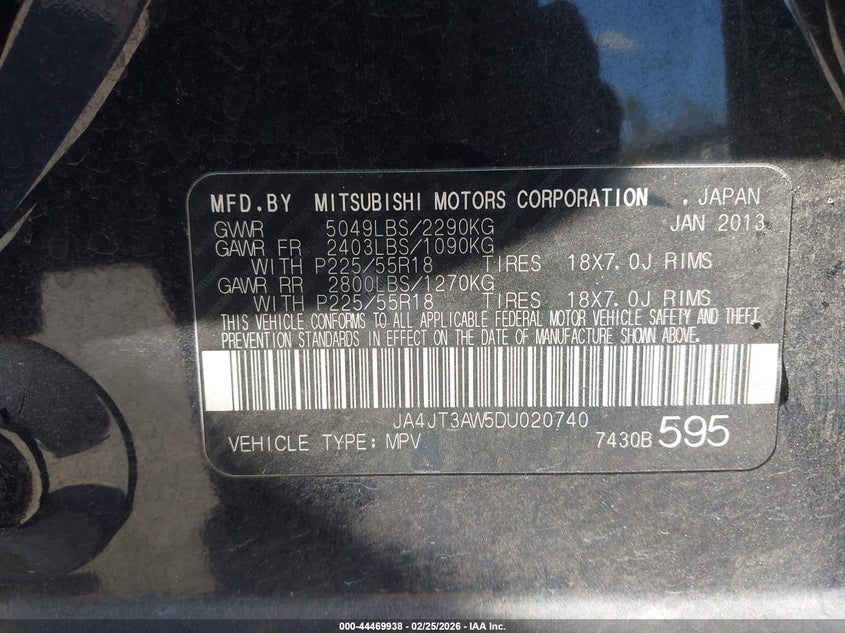 MFD.BY MITSUBISHI MOTORS CORPORATION , JAPAN
GVWR 5049LBS/2290KG JAN 2013
GAWR FR 2403LBS/1090KG
WITH P225/55R18 TIRES 18X7.0J RIMS
GAWR RR 2800LBS/1270KG
WITH P225/55R18 TIRES 18X7.0J RIMS
THIS VEHICLE CONFORMS TO ALL APPLICABLE FEDERAL MOTOR VEHICLE SAFETY AND THEFT
PREVENTION STANDARDS IN EFFECT ON THE DATE OF MANUFACTURE SHOWN ABOVE.
JA4JT3AW5DU020740
VEHICLE TYPE: MPV 7430B 595
000-44469938 - 02/25/2026 - IAA Inc.